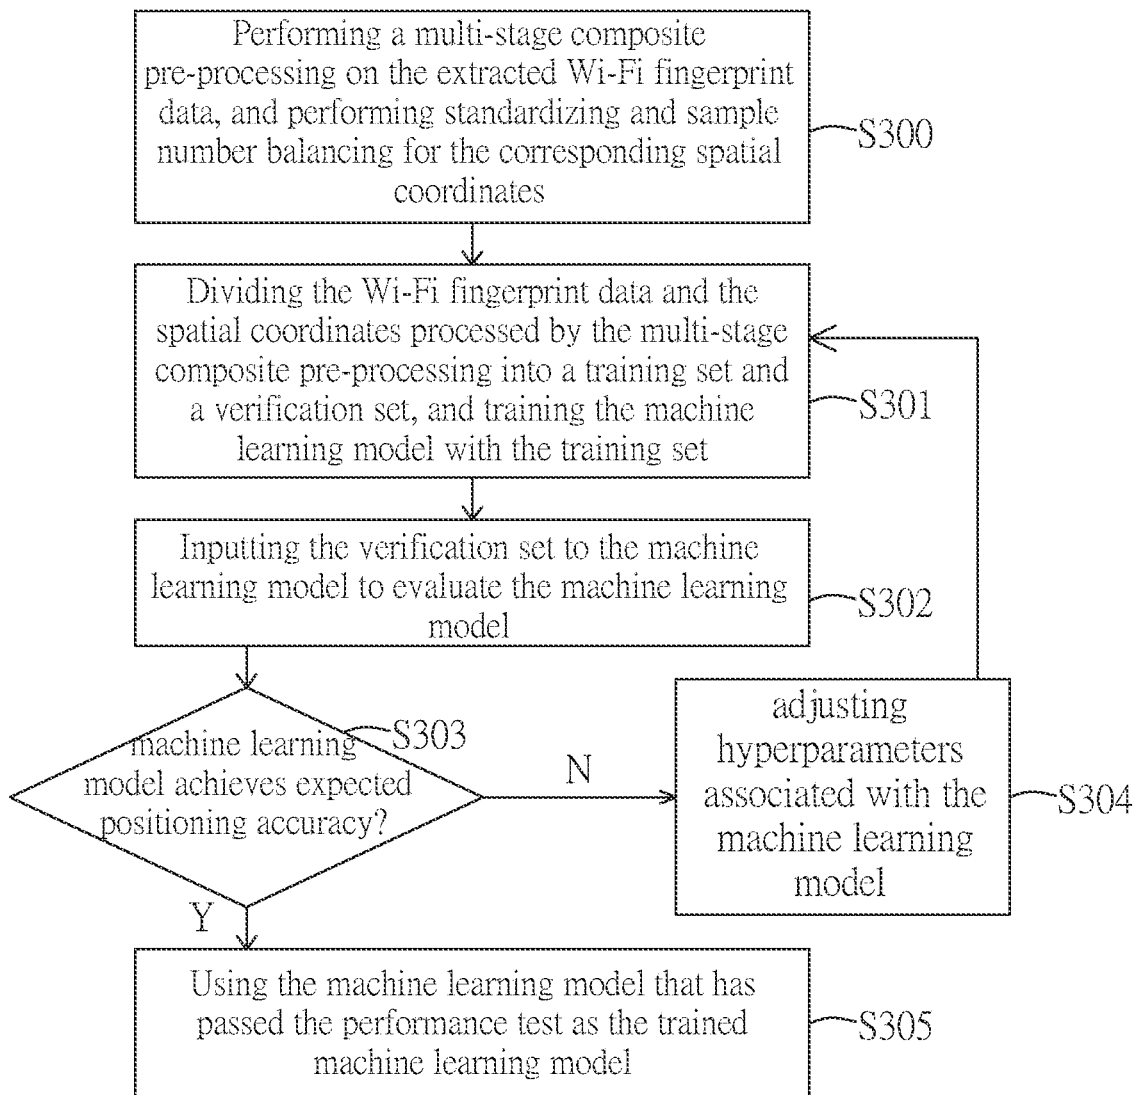 Performing a multi-stage composite
pre-processing on the extracted Wi-Fi fingerprint
data, and performing standardizing and sample
number balancing for the corresponding spatial
coordinates
S300
Dividing the Wi-Fi fingerprint data and the
spatial coordinates processed by the multi-stage
composite pre-processing into a training set and
a verification set, and training the machine
learning model with the training set
S301
Inputting the verification set to the machine
learning model to evaluate the machine learning
model
S302
S303
machine learning
model achieves expected
positioning accuracy?
N
adjusting
hyperparameters
associated with the
machine learning
model
S304
Y
Using the machine learning model that has
passed the performance test as the trained
machine learning model
S305